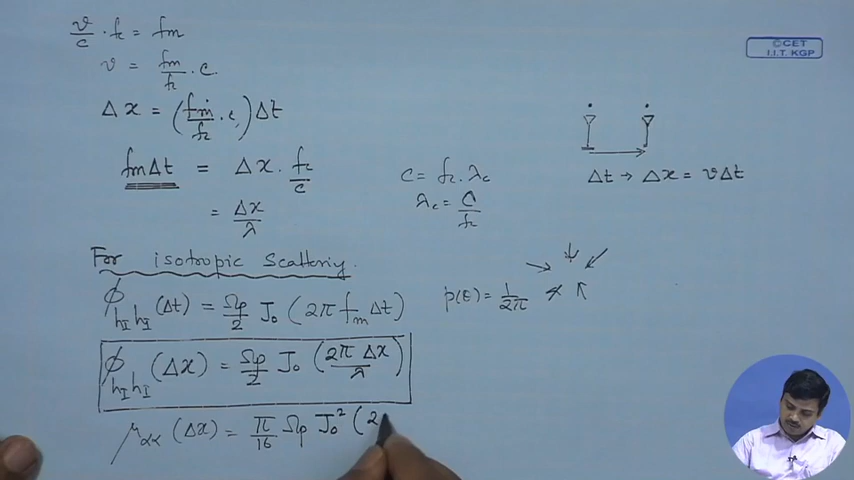 v/c · fc = fm
v = fm/fc · c.
Δx = (fm/fc · c) Δt
fmΔt = Δx · fc/c
= Δx/λ
c = fc · λc
λc = c/fc
©CET
I.I.T. KGP
Δt → Δx = vΔt
For isotropic Scattering.
ϕhIhI (Δt) = Ωp/2 J0 (2π fm Δt)
p(θ) = 1/2π
ϕhIhI (Δx) = Ωp/2 J0 (2π Δx/λ)
μαα (Δx) = π/16 Ωp J0² (2